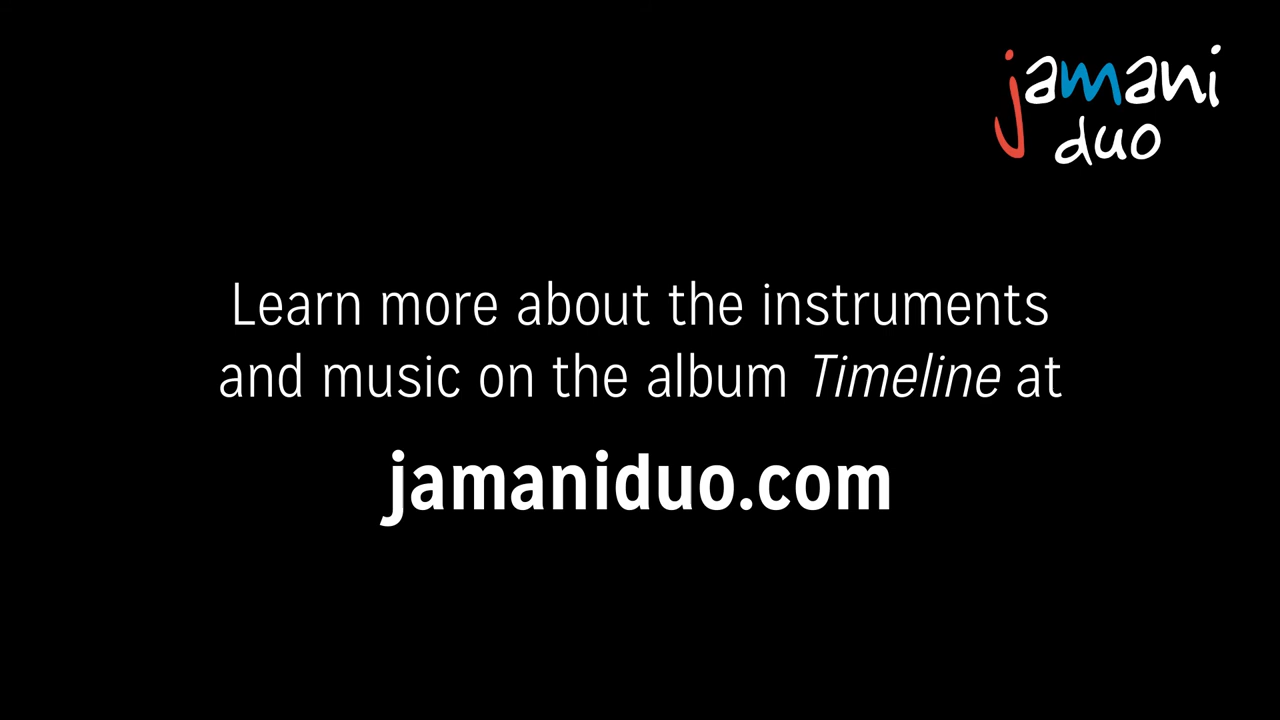 jamani
duo
Learn more about the instruments
and music on the album Timeline at
jamaniduo.com